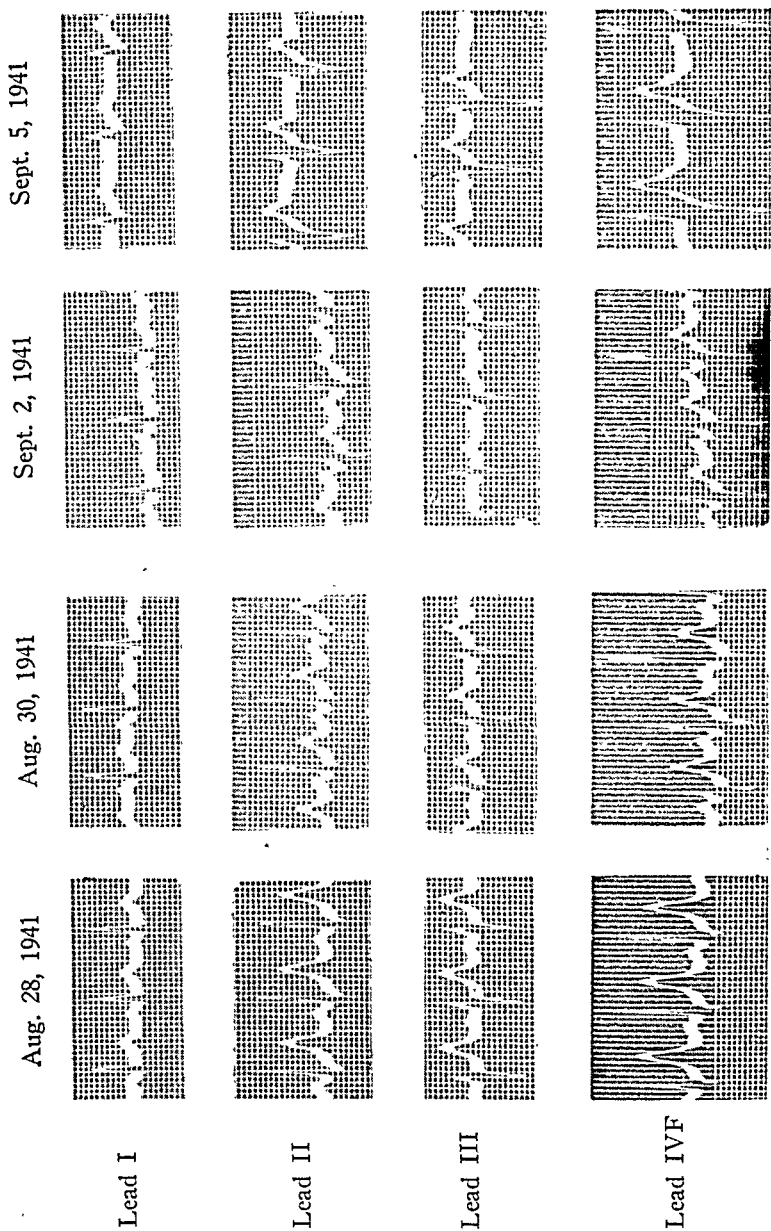 Aug. 28, 1941
Aug. 30, 1941
Sept. 2, 1941
Sept. 5, 1941
Lead I
Lead II
Lead III
Lead IVF